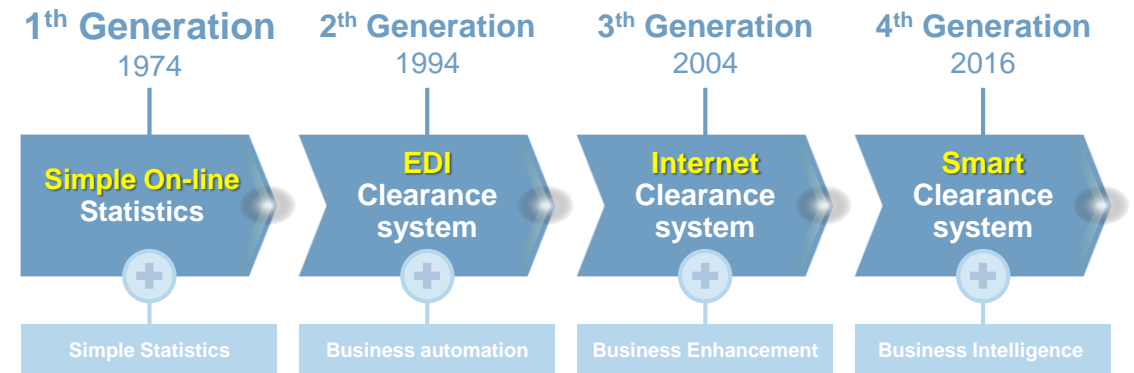 1th Generation
1974
2th Generation
1994
3th Generation
2004
4th Generation
2016
Simple On-line
Statistics
EDI
Clearance
system
Internet
Clearance
system
Smart
Clearance
system
Simple Statistics
Business automation
Business Enhancement
Business Intelligence